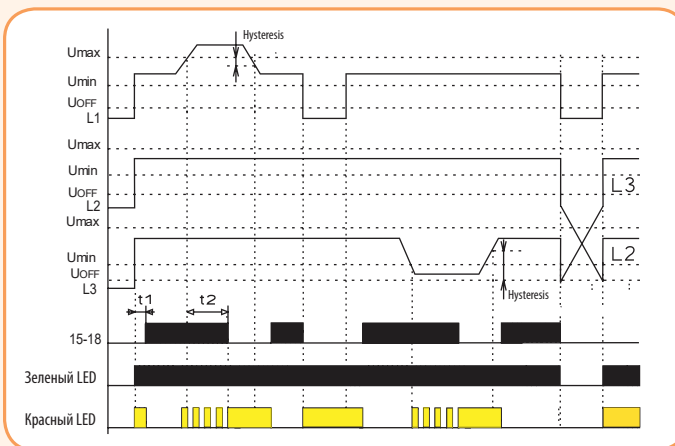 Hysteresis
Umax
Umin
UOFF
L1
Umax
Umin
UOFF
L2
L3
Umax
Umin
UOFF
L3
L2
Hysteresis
t1
t2
15-18
Зеленый LED
Красный LED